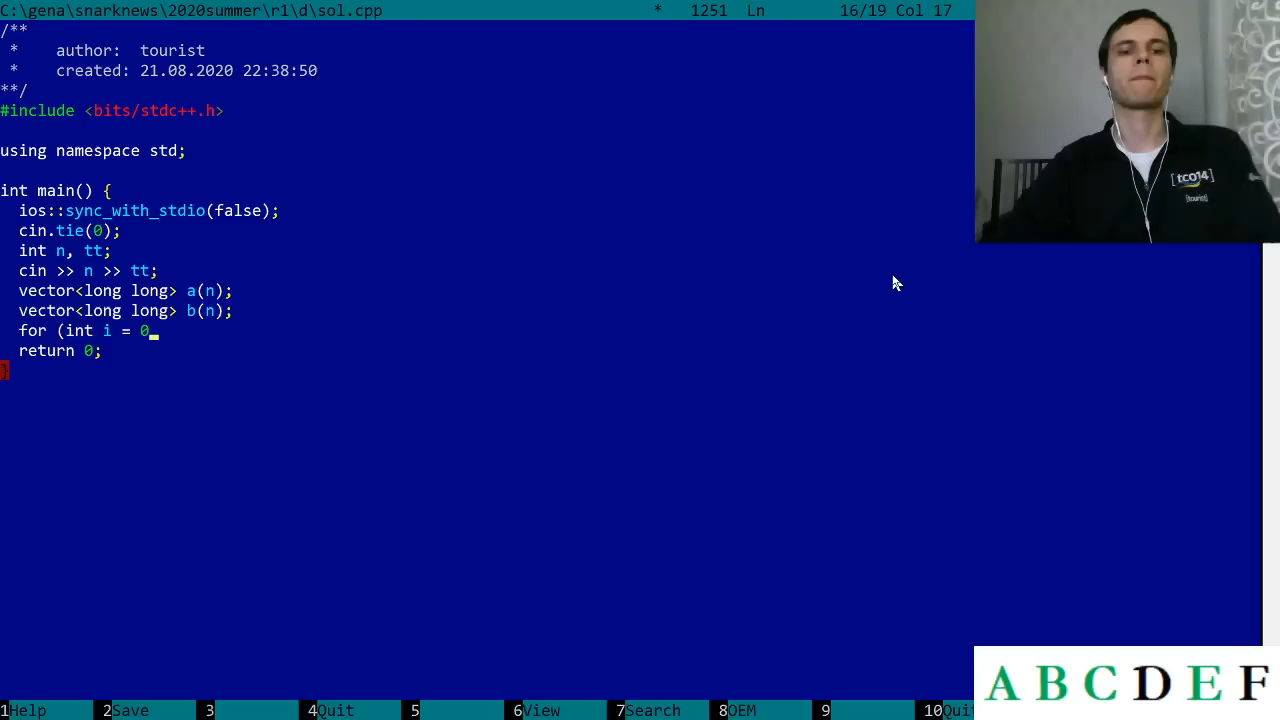 C:\gena\snarknews\2020summer\r1\d\sol.cpp * 1251 Ln 16/19 Col 17
/**
 *    author:  tourist
 *    created: 21.08.2020 22:38:50
**/
#include <bits/stdc++.h>

using namespace std;

int main() {
  ios::sync_with_stdio(false);
  cin.tie(0);
  int n, tt;
  cin >> n >> tt;
  vector<long long> a(n);
  vector<long long> b(n);
  for (int i = 0
  return 0;
}
[tco14]
[tourist]
A B C D E F
1Help 2Save 3 4Quit 5 6View 7Search 8OEM 9 10Qui